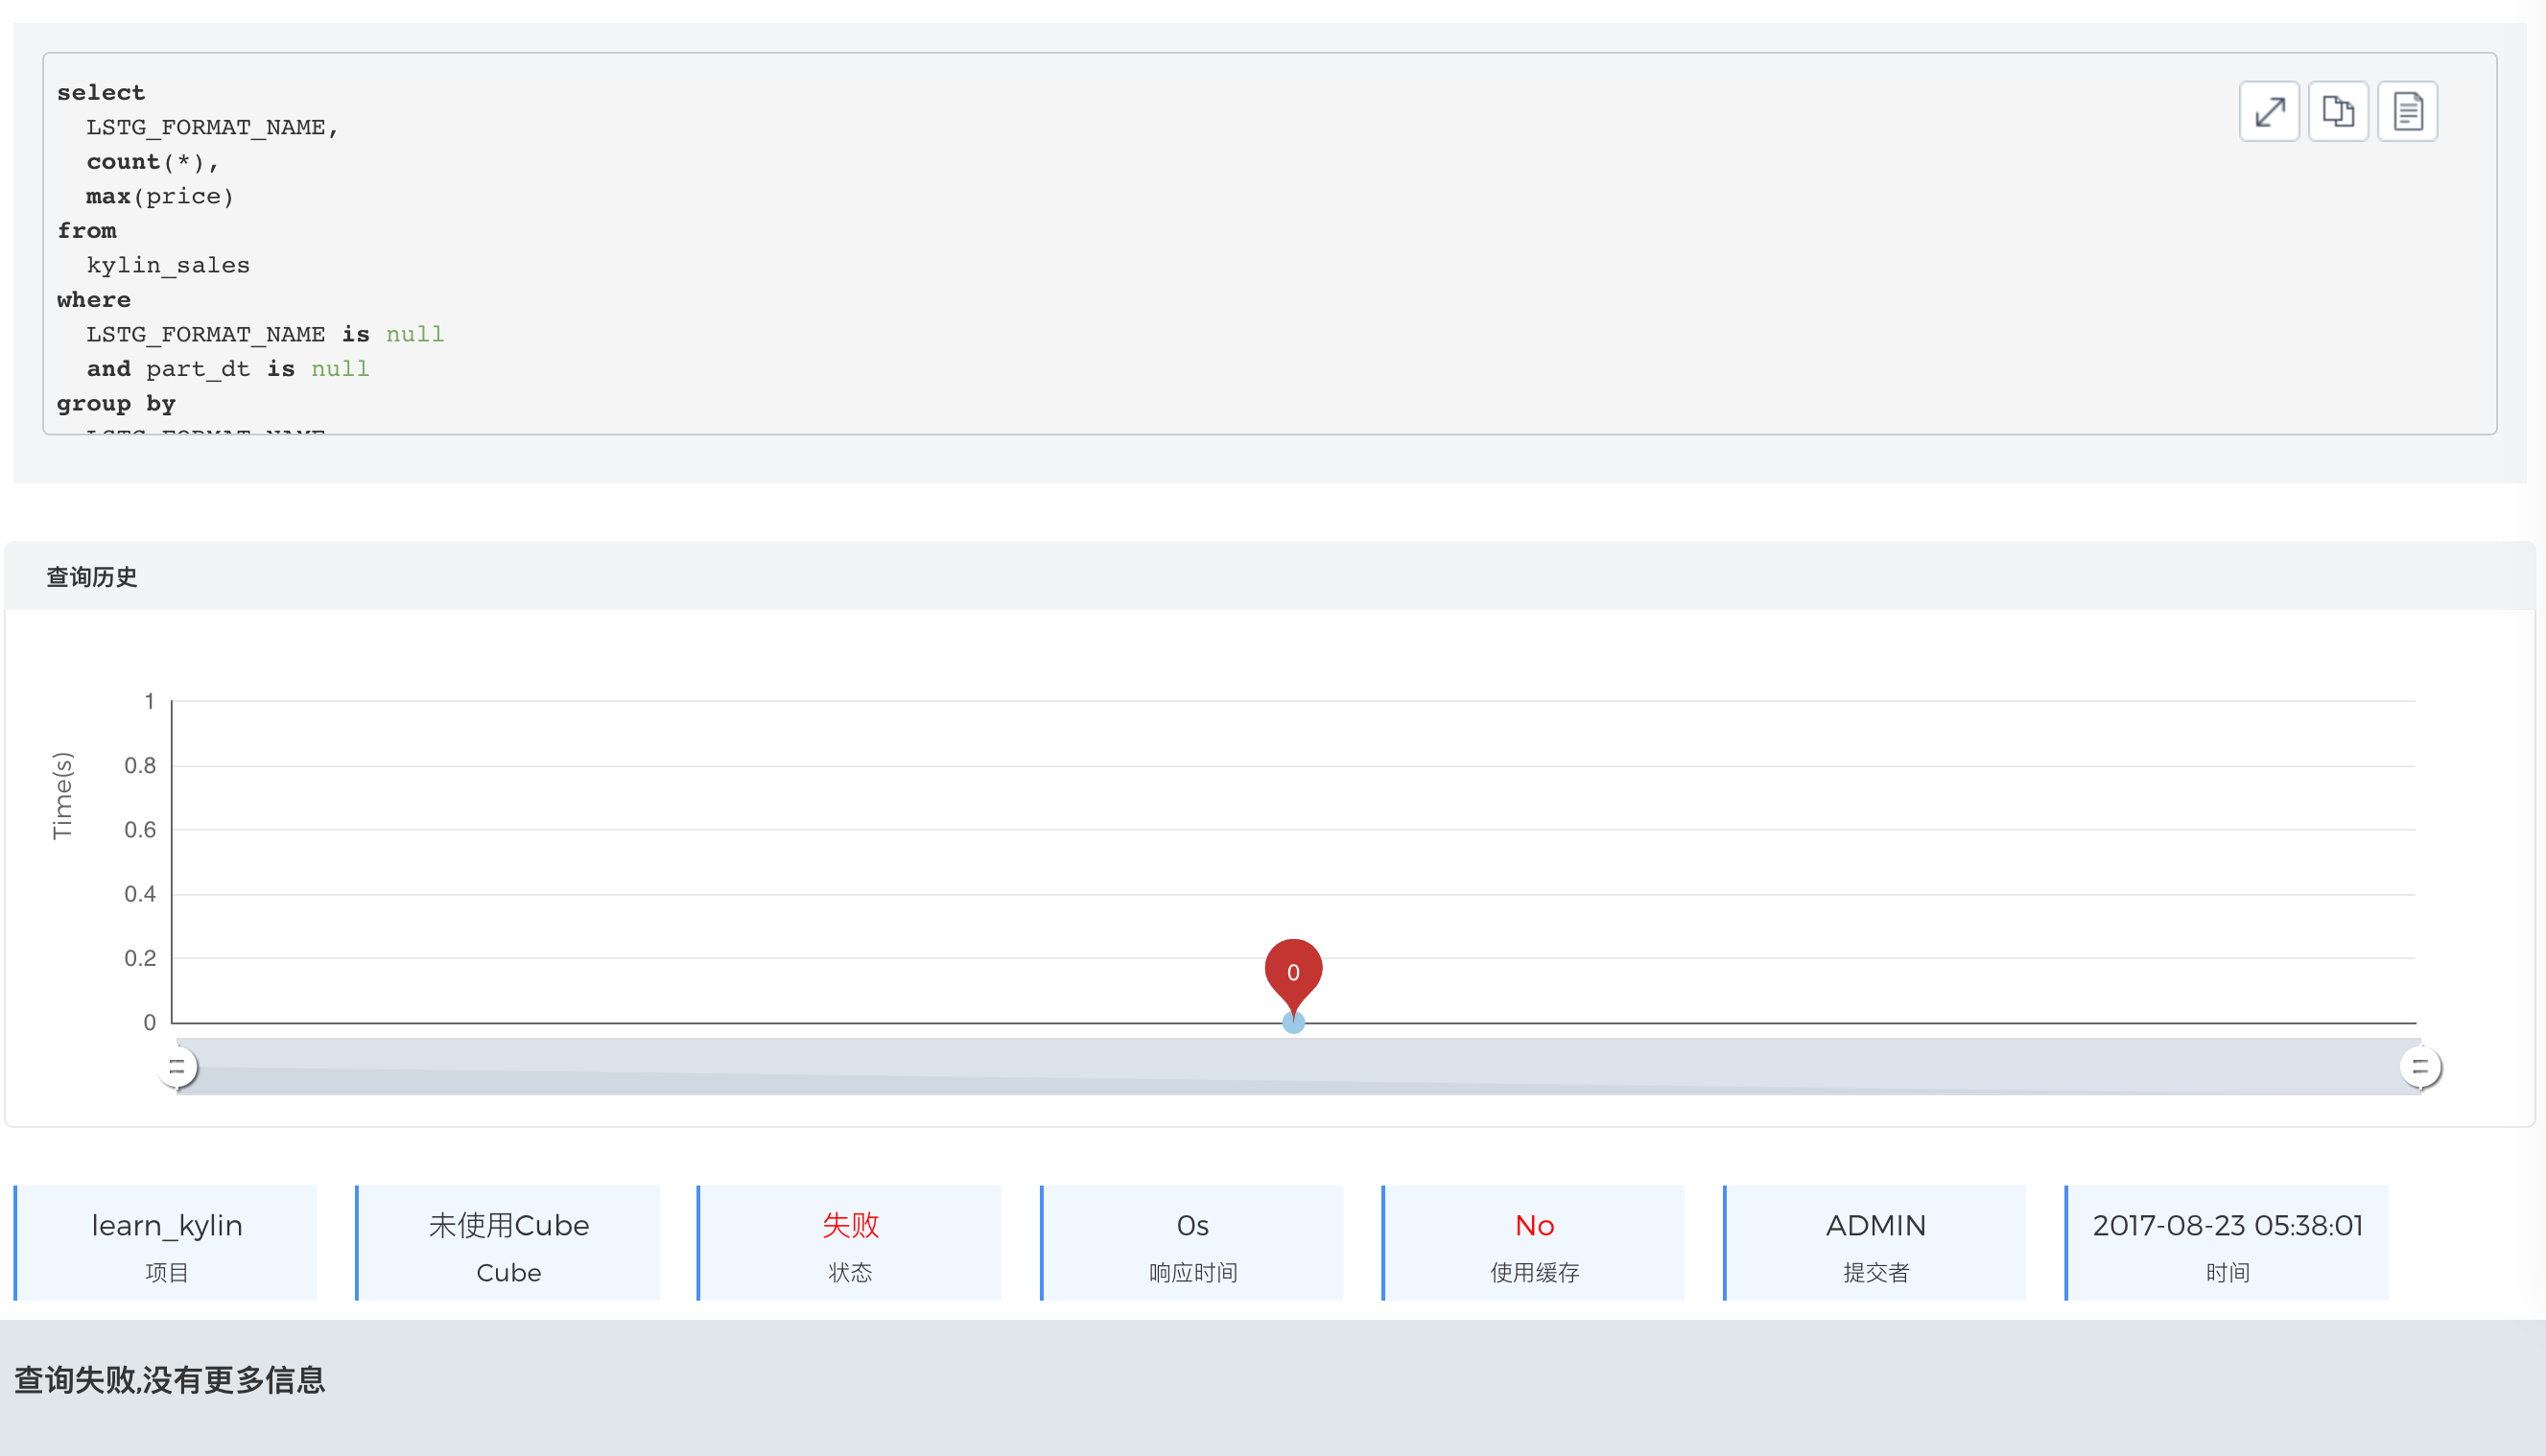 select
LSTG_FORMAT_NAME,
count(*),
max(price)
from
kylin_sales
where
LSTG_FORMAT_NAME is null
and part_dt is null
group by
LSTG_FORMAT_NAME
查询历史
Time(s)
1
0.8
0.6
0.4
0.2
0
0
learn_kylin
项目
未使用Cube
Cube
失败
状态
0s
响应时间
No
使用缓存
ADMIN
提交者
2017-08-23 05:38:01
时间
查询失败,没有更多信息